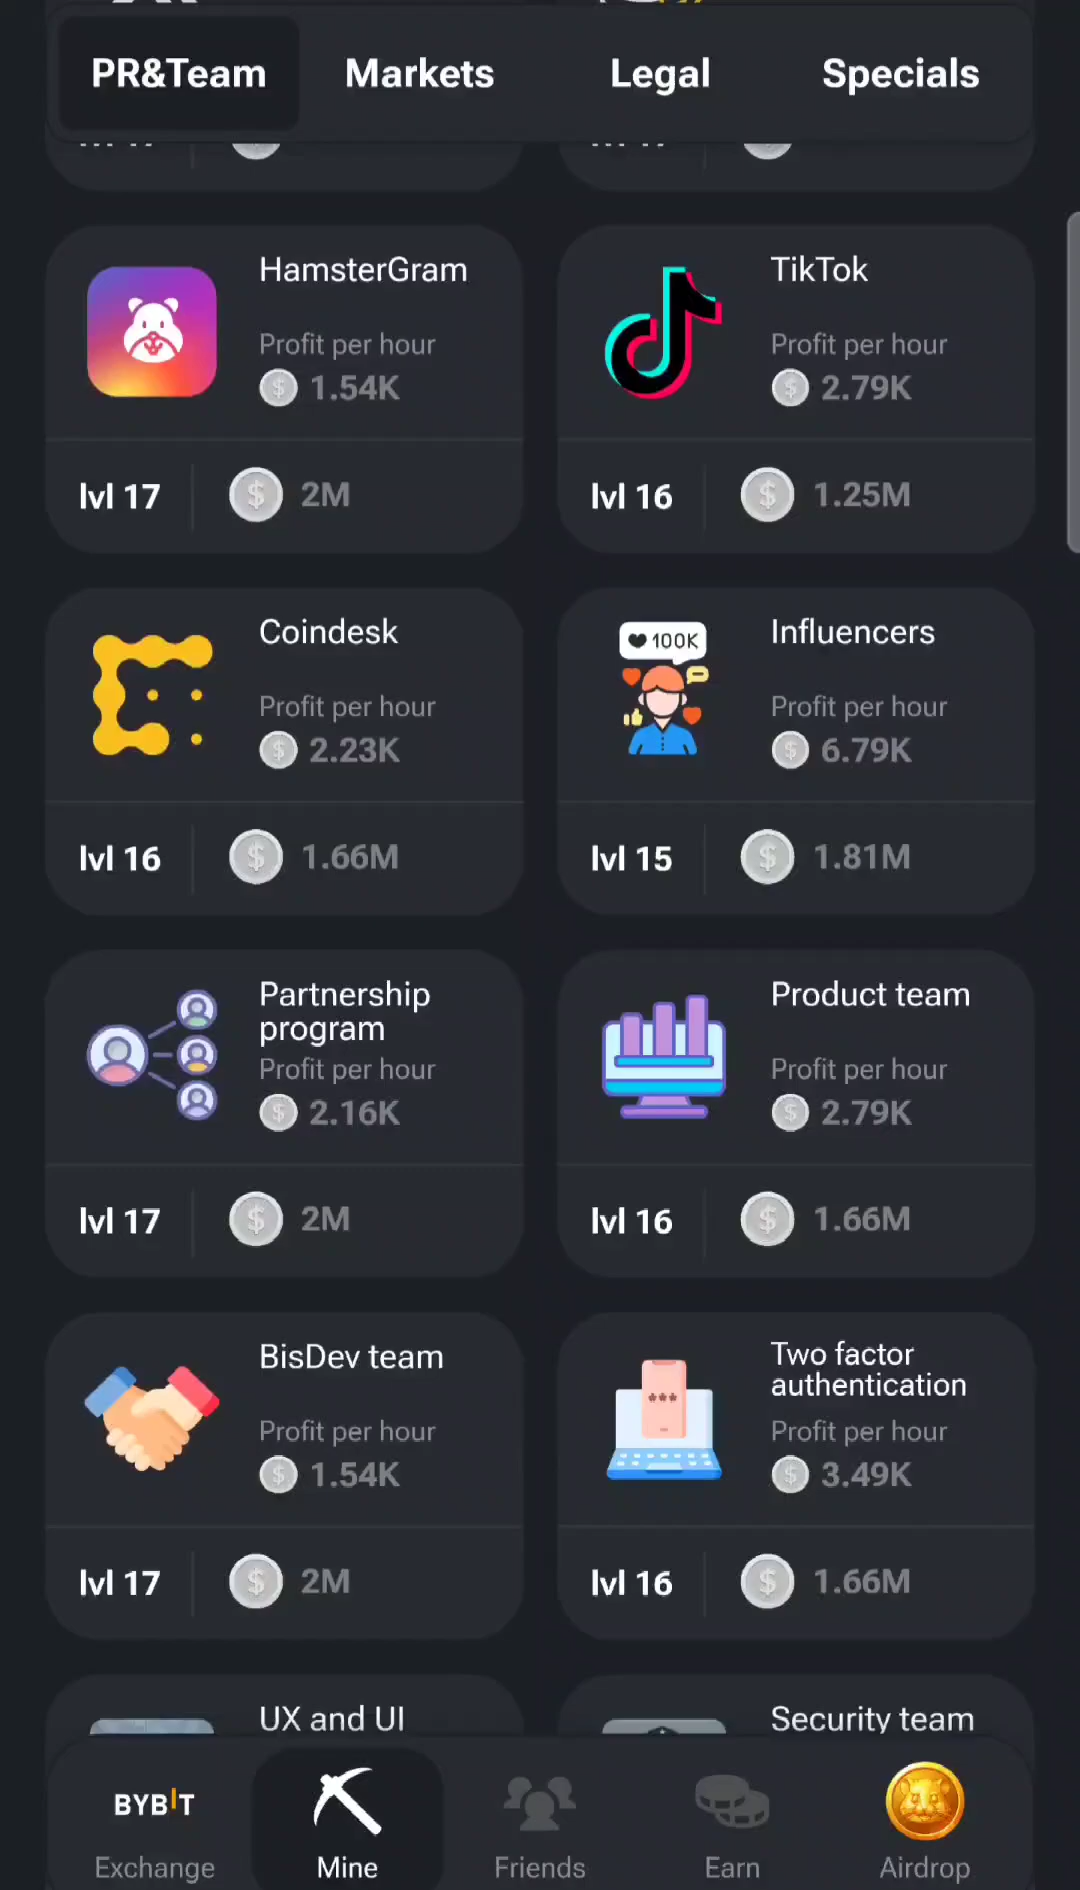 PR&Team
Markets
Legal
Specials
HamsterGram
Profit per hour
1.54K
lvl 17
2M
TikTok
Profit per hour
2.79K
lvl 16
1.25M
Coindesk
Profit per hour
2.23K
lvl 16
1.66M
100K
Influencers
Profit per hour
6.79K
lvl 15
1.81M
Partnership
program
Profit per hour
2.16K
lvl 17
2M
Product team
Profit per hour
2.79K
lvl 16
1.66M
BisDev team
Profit per hour
1.54K
lvl 17
2M
***
Two factor
authentication
Profit per hour
3.49K
lvl 16
1.66M
UX and UI
Security team
BYBIT
Exchange
Mine
Friends
Earn
Airdrop